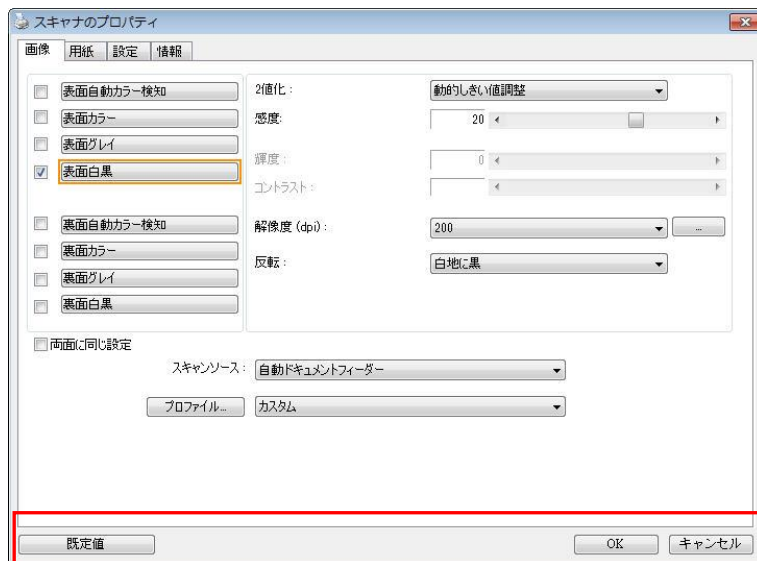 スキャナのプロパティ
画像 用紙 設定 情報
表面自動カラー検知 2値化： 動的しきい値調整
表面カラー 感度: 20
表面グレイ
輝度： 0
表面白黒
コントラスト：
裏面自動カラー検知 解像度 (dpi)： 200 ...
裏面カラー
反転： 白地に黒
裏面グレイ
裏面白黒
両面に同じ設定
スキャンソース： 自動ドキュメントフィーダー
プロファイル... カスタム
既定値 OK キャンセル